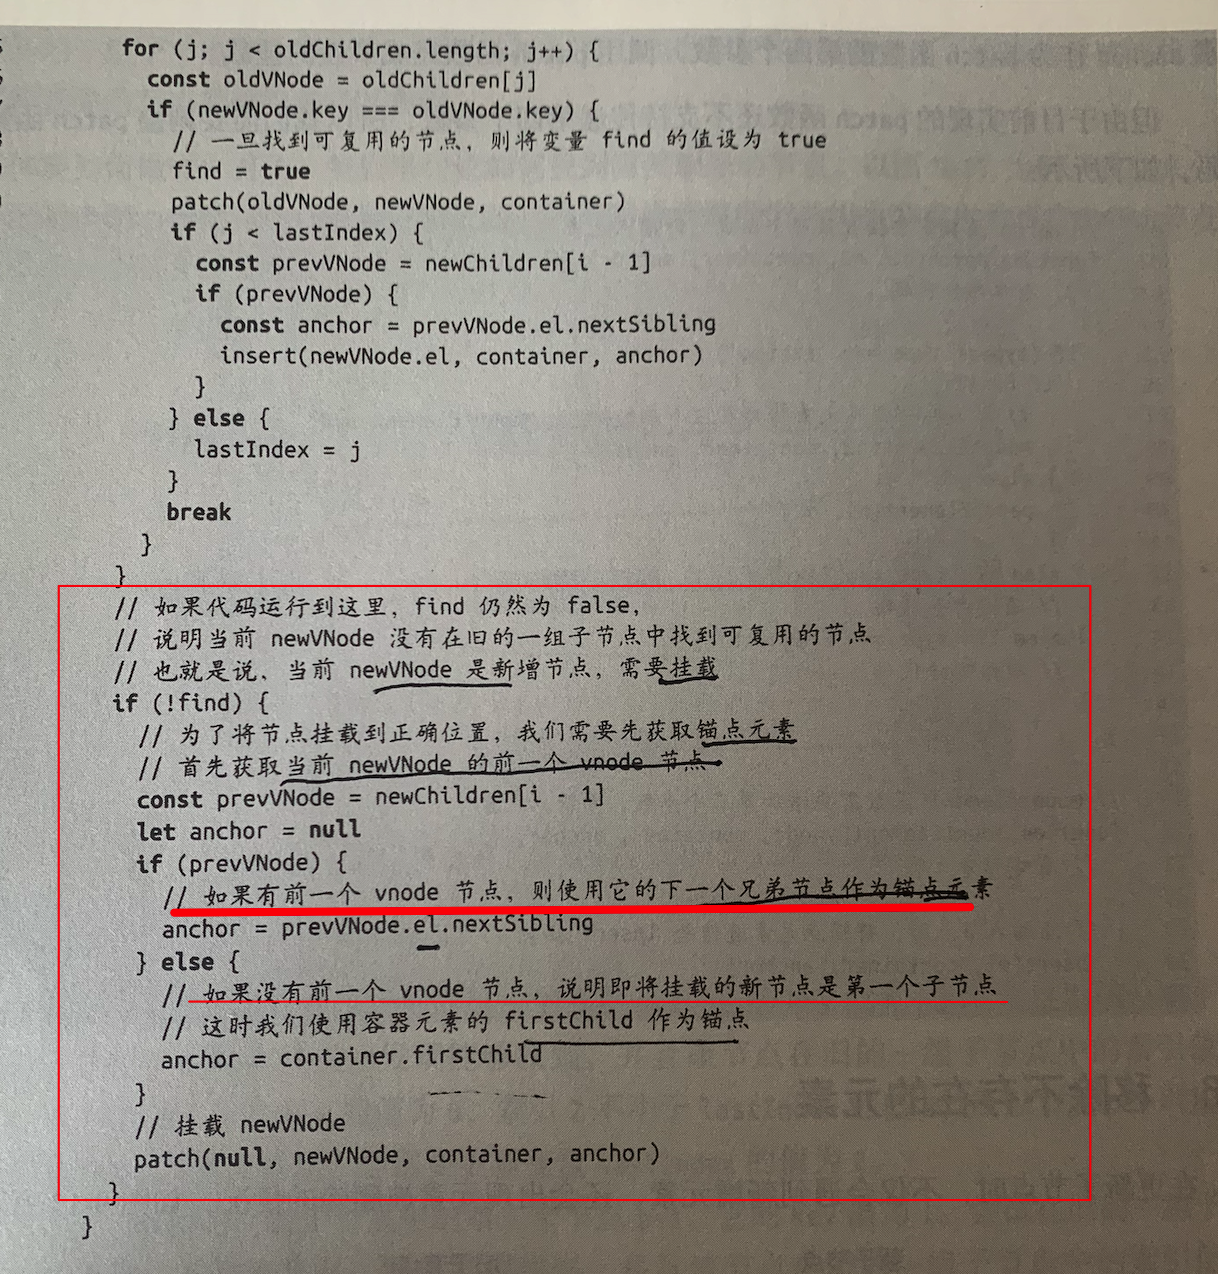 for (j; j < oldChildren.length; j++) {
const oldVNode = oldChildren[j]
if (newVNode.key === oldVNode.key) {
// 一旦找到可复用的节点，则将变量 find 的值设为 true
find = true
patch(oldVNode, newVNode, container)
if (j < lastIndex) {
const prevVNode = newChildren[i - 1]
if (prevVNode) {
const anchor = prevVNode.el.nextSibling
insert(newVNode.el, container, anchor)
}
} else {
lastIndex = j
}
break
}
}
// 如果代码运行到这里，find 仍然为 false，
// 说明当前 newVNode 没有在旧的一组子节点中找到可复用的节点
// 也就是说，当前 newVNode 是新增节点，需要挂载
if (!find) {
// 为了将节点挂载到正确位置，我们需要先获取锚点元素
// 首先获取当前 newVNode 的前一个 vnode 节点
const prevVNode = newChildren[i - 1]
let anchor = null
if (prevVNode) {
// 如果有前一个 vnode 节点，则使用它的下一个兄弟节点作为锚点元素
anchor = prevVNode.el.nextSibling
} else {
// 如果没有前一个 vnode 节点，说明即将挂载的新节点是第一个子节点
// 这时我们使用容器元素的 firstChild 作为锚点
anchor = container.firstChild
}
// 挂载 newVNode
patch(null, newVNode, container, anchor)
}
}